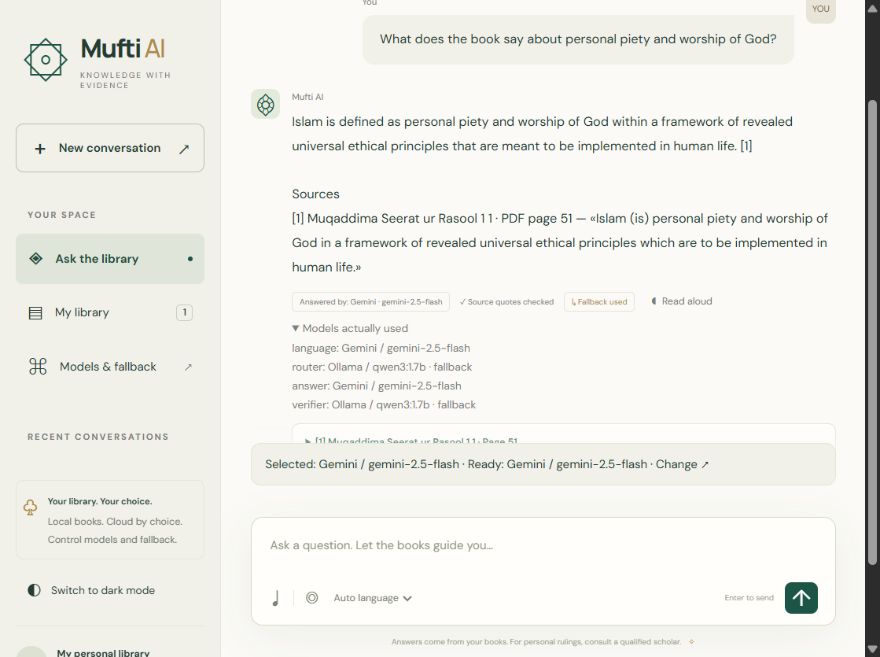 Mufti AI
KNOWLEDGE WITH
EVIDENCE
+ New conversation ↗
YOUR SPACE
Ask the library
My library 1
Models & fallback ↗
RECENT CONVERSATIONS
Your library. Your choice.
Local books. Cloud by choice.
Control models and fallback.
Switch to dark mode
My personal library
You
YOU
What does the book say about personal piety and worship of God?
Mufti AI
Islam is defined as personal piety and worship of God within a framework of revealed
universal ethical principles that are meant to be implemented in human life. [1]
Sources
[1] Muqaddima Seerat ur Rasool 1 1 · PDF page 51 — «Islam (is) personal piety and worship of
God in a framework of revealed universal ethical principles which are to be implemented in
human life.»
Answered by: Gemini · gemini-2.5-flash ✓ Source quotes checked ↳ Fallback used Read aloud
▼ Models actually used
language: Gemini / gemini-2.5-flash
router: Ollama / qwen3:1.7b · fallback
answer: Gemini / gemini-2.5-flash
verifier: Ollama / qwen3:1.7b · fallback
▶ [1] Muqaddima Seerat ur Rasool 1 1 · Page 51
Selected: Gemini / gemini-2.5-flash · Ready: Gemini / gemini-2.5-flash · Change ↗
Ask a question. Let the books guide you…
Auto language
Enter to send
Answers come from your books. For personal rulings, consult a qualified scholar.